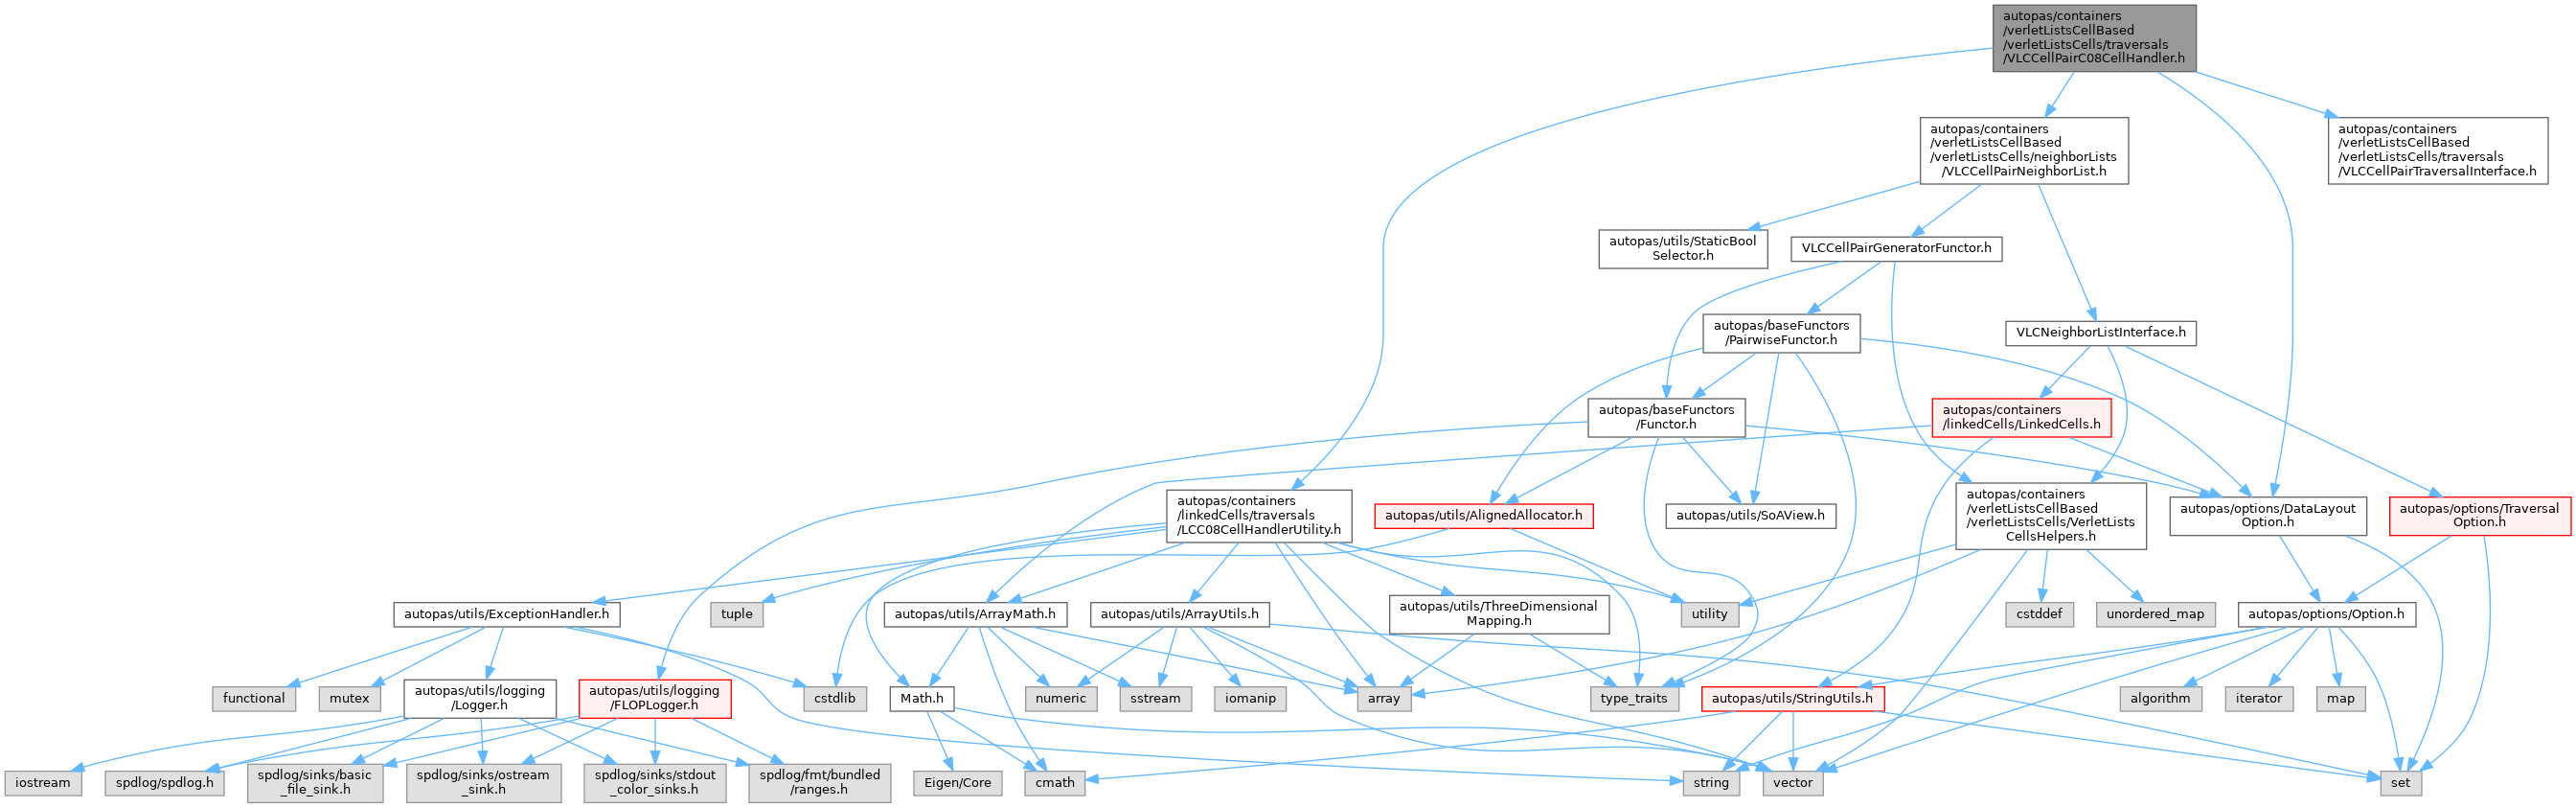 autopas/containers
/verletListsCellBased
/verletListsCells/traversals
/VLCCellPairC08CellHandler.h
autopas/containers
/verletListsCellBased
/verletListsCells/neighborLists
/VLCCellPairNeighborList.h
autopas/containers
/verletListsCellBased
/verletListsCells/traversals
/VLCCellPairTraversalInterface.h
autopas/utils/StaticBool
Selector.h
VLCCellPairGeneratorFunctor.h
autopas/baseFunctors
/PairwiseFunctor.h
VLCNeighborListInterface.h
autopas/baseFunctors
/Functor.h
autopas/containers
/linkedCells/LinkedCells.h
autopas/containers
/linkedCells/traversals
/LCC08CellHandlerUtility.h
autopas/utils/AlignedAllocator.h
autopas/utils/SoAView.h
autopas/containers
/verletListsCellBased
/verletListsCells/VerletLists
CellsHelpers.h
autopas/options/DataLayout
Option.h
autopas/options/Traversal
Option.h
autopas/utils/ExceptionHandler.h
tuple
autopas/utils/ArrayMath.h
autopas/utils/ArrayUtils.h
autopas/utils/ThreeDimensional
Mapping.h
utility
cstddef
unordered_map
autopas/options/Option.h
functional
mutex
autopas/utils/logging
/Logger.h
autopas/utils/logging
/FLOPLogger.h
cstdlib
Math.h
numeric
sstream
iomanip
array
type_traits
autopas/utils/StringUtils.h
algorithm
iterator
map
iostream
spdlog/spdlog.h
spdlog/sinks/basic
_file_sink.h
spdlog/sinks/ostream
_sink.h
spdlog/sinks/stdout
_color_sinks.h
spdlog/fmt/bundled
/ranges.h
Eigen/Core
cmath
string
vector
set